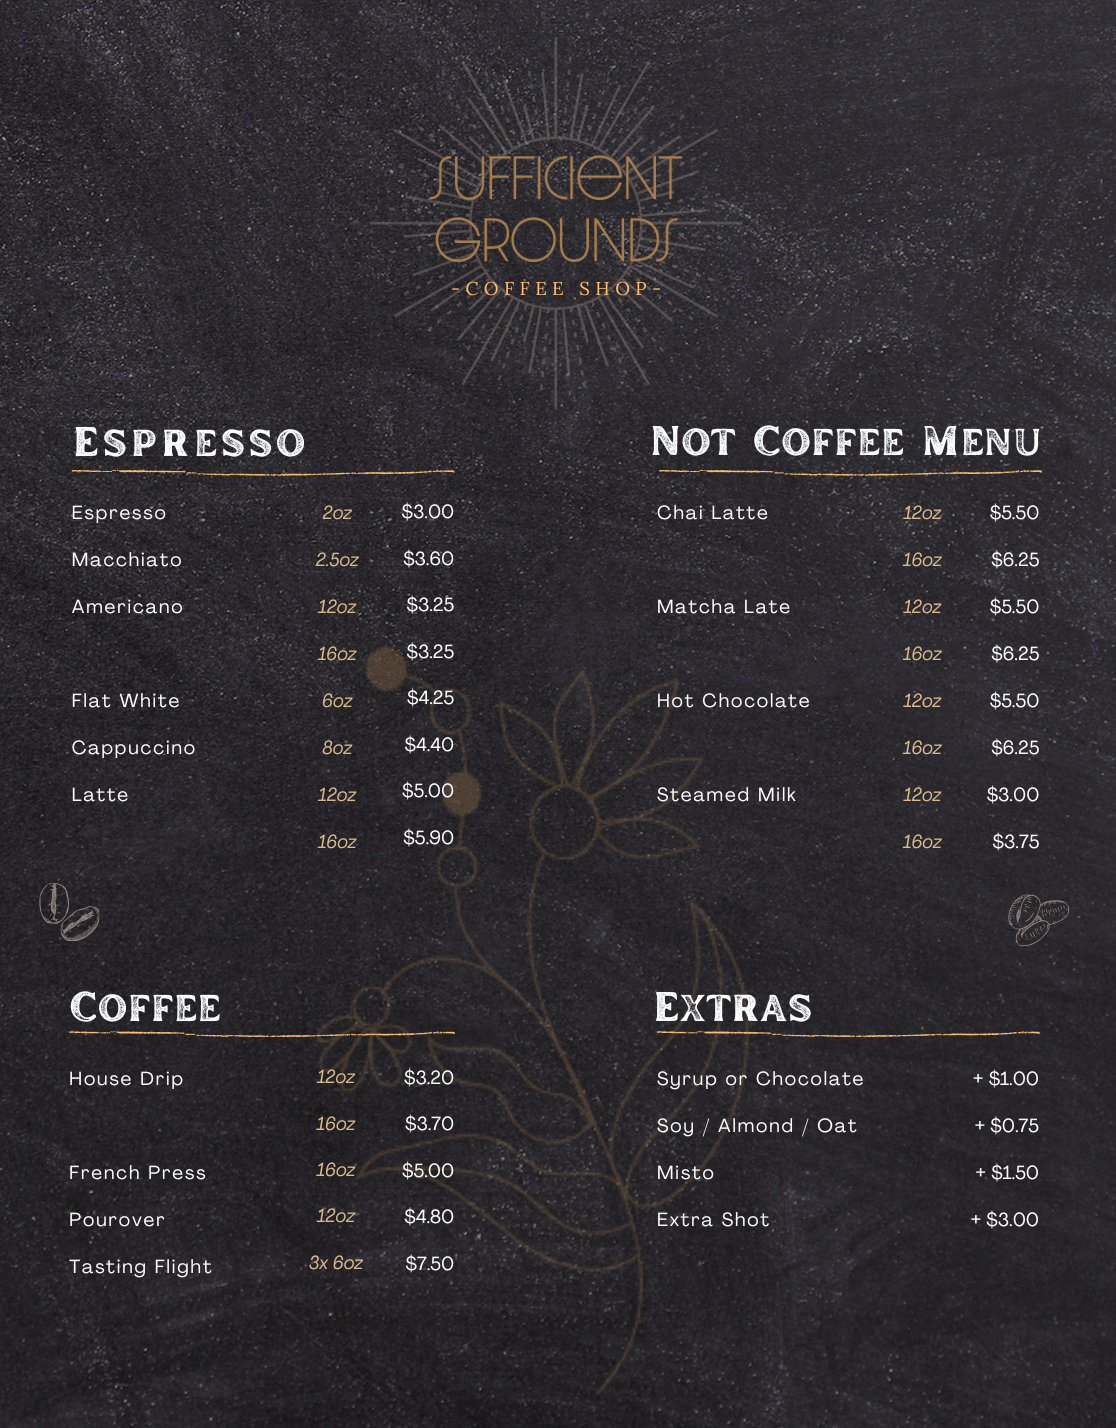 SUFFICIENT
GROUNDS
-COFFEE SHOP-
ESPRESSO
Espresso 2oz $3.00
Macchiato 2.5oz $3.60
Americano 12oz $3.25
16oz $3.25
Flat White 6oz $4.25
Cappuccino 8oz $4.40
Latte 12oz $5.00
16oz $5.90
NOT COFFEE MENU
Chai Latte 12oz $5.50
16oz $6.25
Matcha Late 12oz $5.50
16oz $6.25
Hot Chocolate 12oz $5.50
16oz $6.25
Steamed Milk 12oz $3.00
16oz $3.75
COFFEE
House Drip 12oz $3.20
16oz $3.70
French Press 16oz $5.00
Pourover 12oz $4.80
Tasting Flight 3x 6oz $7.50
EXTRAS
Syrup or Chocolate + $1.00
Soy / Almond / Oat + $0.75
Misto + $1.50
Extra Shot + $3.00